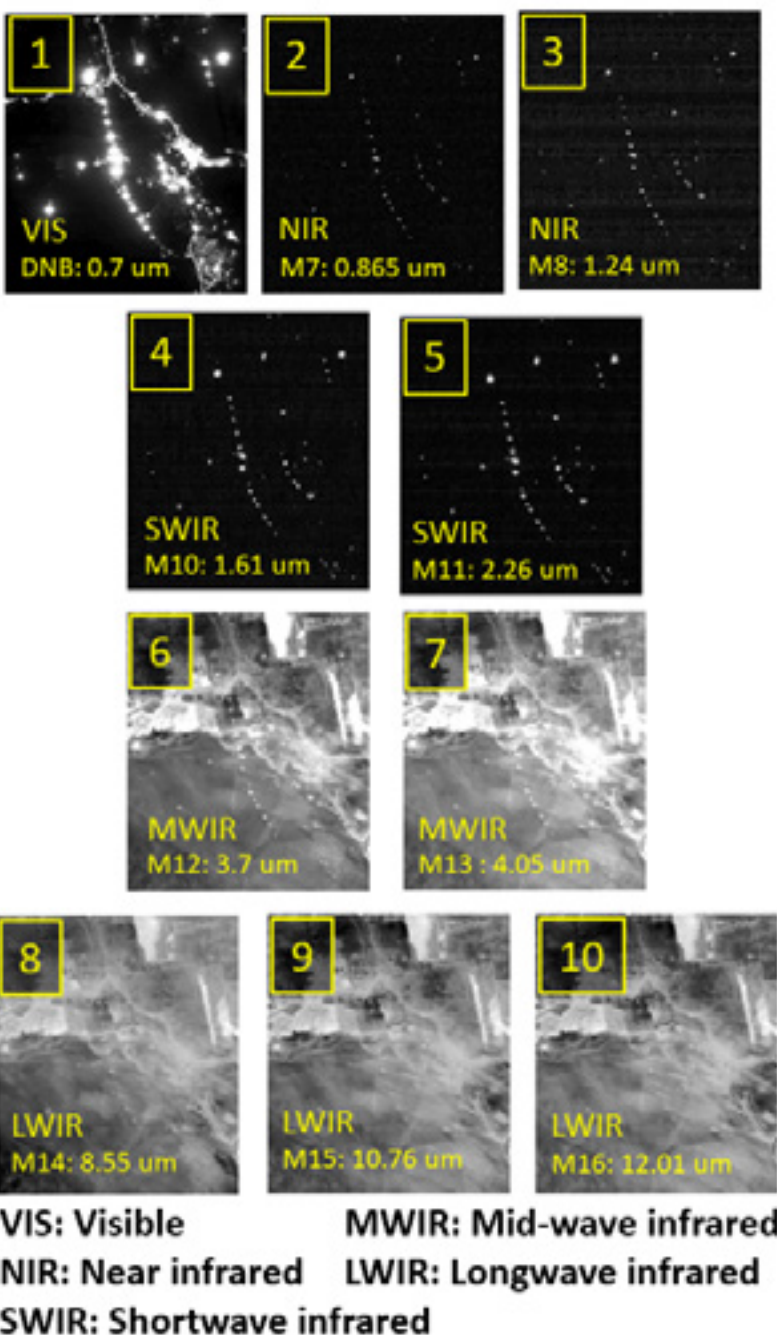 1
VIS
DNB: 0.7 um
2
NIR
M7: 0.865 um
3
NIR
M8: 1.24 um
4
SWIR
M10: 1.61 um
5
SWIR
M11: 2.26 um
6
MWIR
M12: 3.7 um
7
MWIR
M13 : 4.05 um
8
LWIR
M14: 8.55 um
9
LWIR
M15: 10.76 um
10
LWIR
M16: 12.01 um
VIS: Visible
MWIR: Mid-wave infrared
NIR: Near infrared
LWIR: Longwave infrared
SWIR: Shortwave infrared